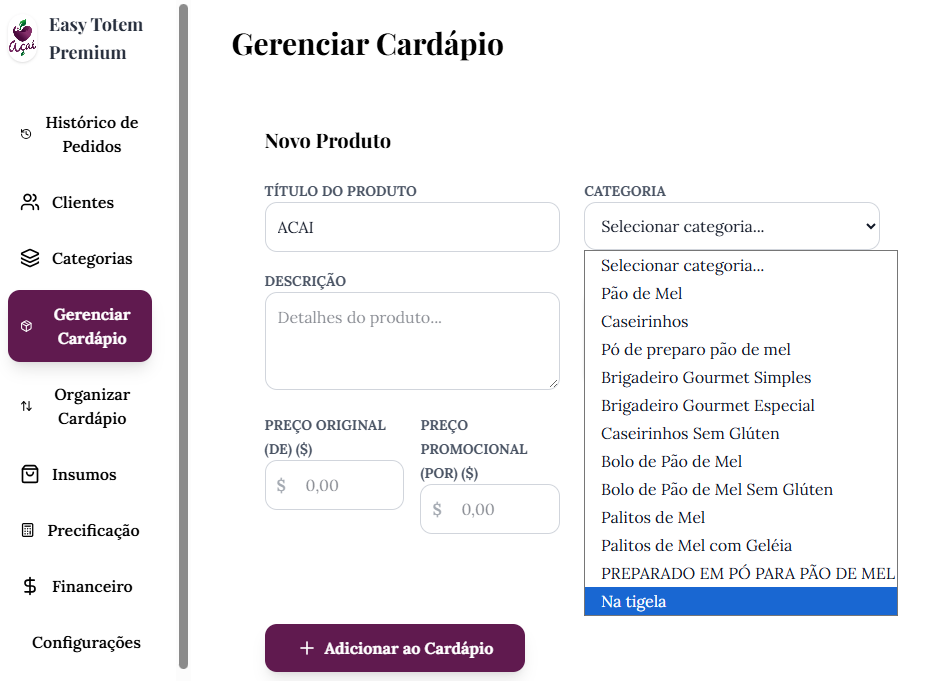 Açaí
Easy Totem
Premium
Histórico de
Pedidos
Clientes
Categorias
Gerenciar
Cardápio
Organizar
Cardápio
Insumos
Precificação
Financeiro
Configurações
Gerenciar Cardápio
Novo Produto
TÍTULO DO PRODUTO
ACAI
CATEGORIA
Selecionar categoria...
Selecionar categoria...
Pão de Mel
Caseirinhos
Pó de preparo pão de mel
Brigadeiro Gourmet Simples
Brigadeiro Gourmet Especial
Caseirinhos Sem Glúten
Bolo de Pão de Mel
Bolo de Pão de Mel Sem Glúten
Palitos de Mel
Palitos de Mel com Geléia
PREPARADO EM PÓ PARA PÃO DE MEL
Na tigela
DESCRIÇÃO
Detalhes do produto...
PREÇO ORIGINAL
(DE) ($)
$ 0,00
PREÇO
PROMOCIONAL
(POR) ($)
$ 0,00
+ Adicionar ao Cardápio